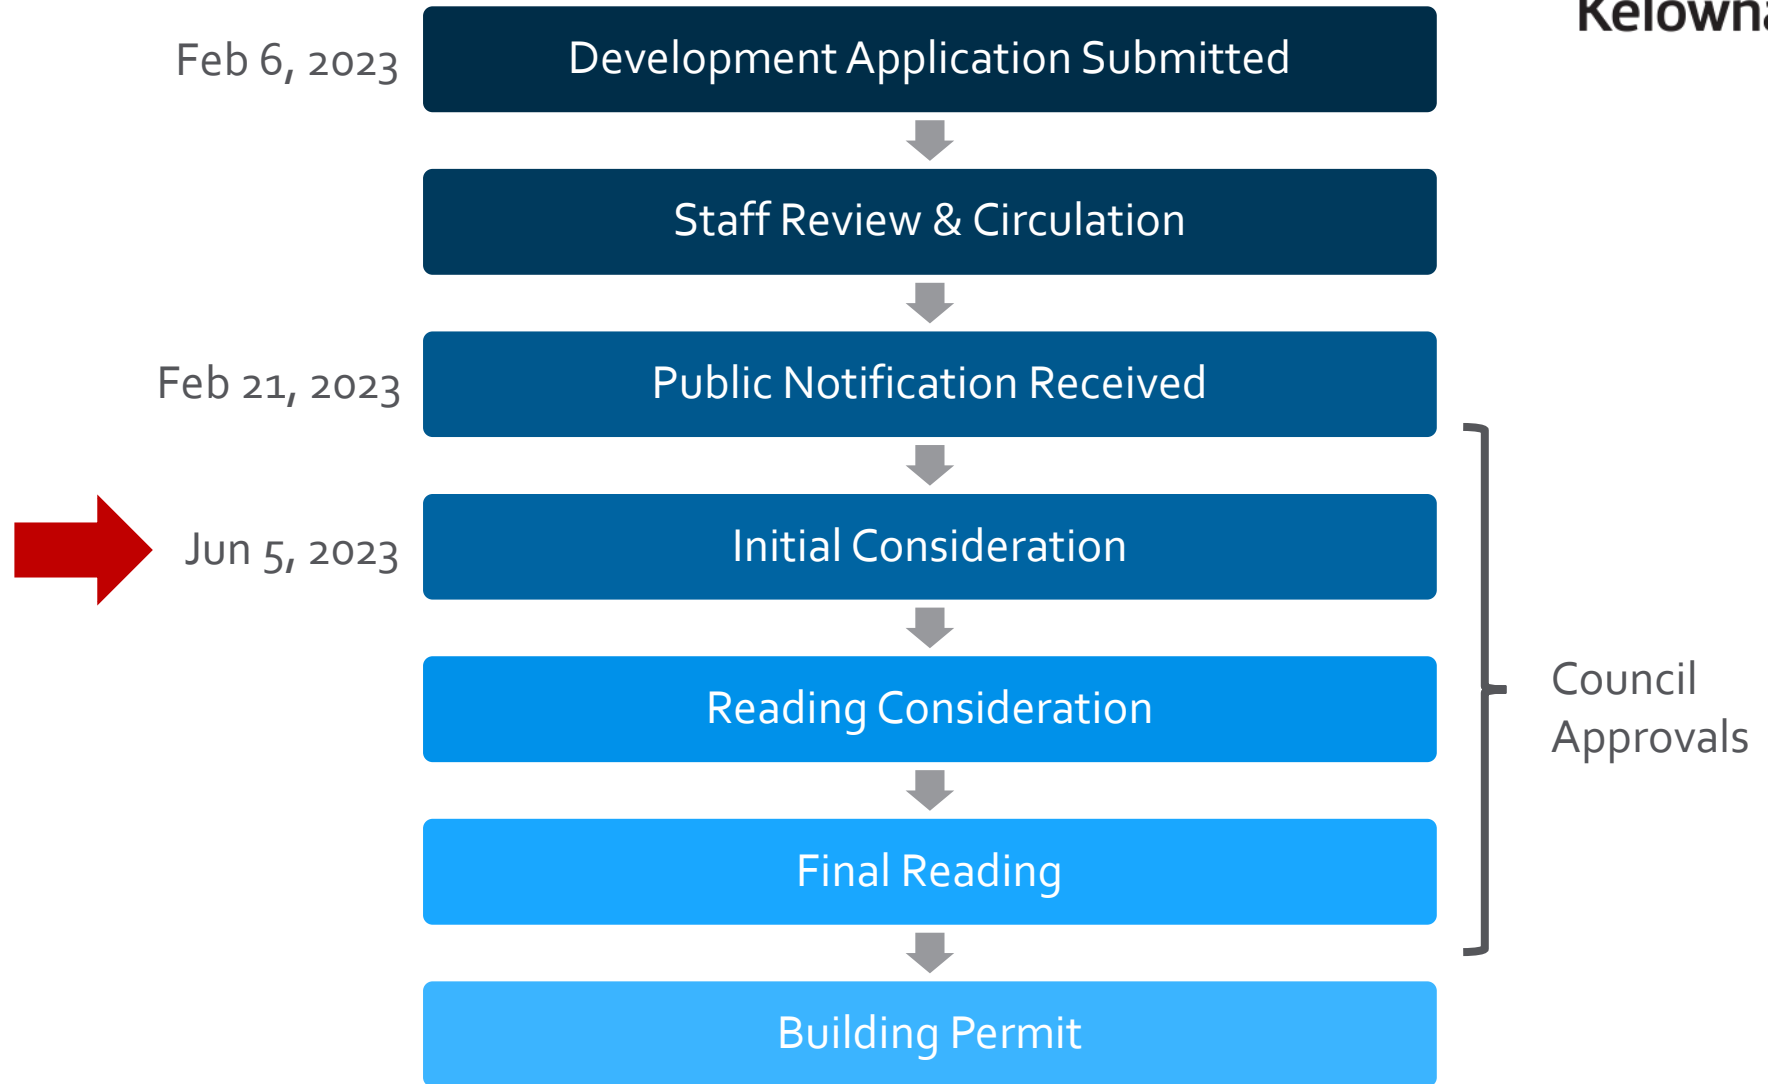 Kelowna
Feb 6, 2023
Development Application Submitted
Staff Review & Circulation
Feb 21, 2023
Public Notification Received
Jun 5, 2023
Initial Consideration
Reading Consideration
Council
Approvals
Final Reading
Building Permit